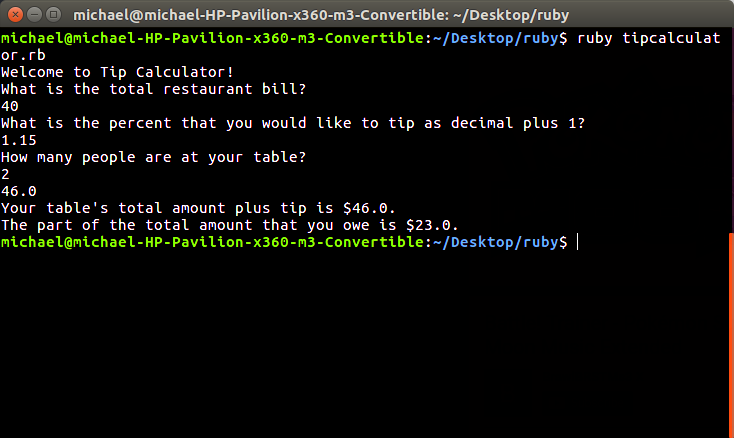 michael@michael-HP-Pavilion-x360-m3-Convertible: ~/Desktop/ruby
michael@michael-HP-Pavilion-x360-m3-Convertible:~/Desktop/ruby$ ruby tipcalculat
or.rb
Welcome to Tip Calculator!
What is the total restaurant bill?
40
What is the percent that you would like to tip as decimal plus 1?
1.15
How many people are at your table?
2
46.0
Your table's total amount plus tip is $46.0.
The part of the total amount that you owe is $23.0.
michael@michael-HP-Pavilion-x360-m3-Convertible:~/Desktop/ruby$